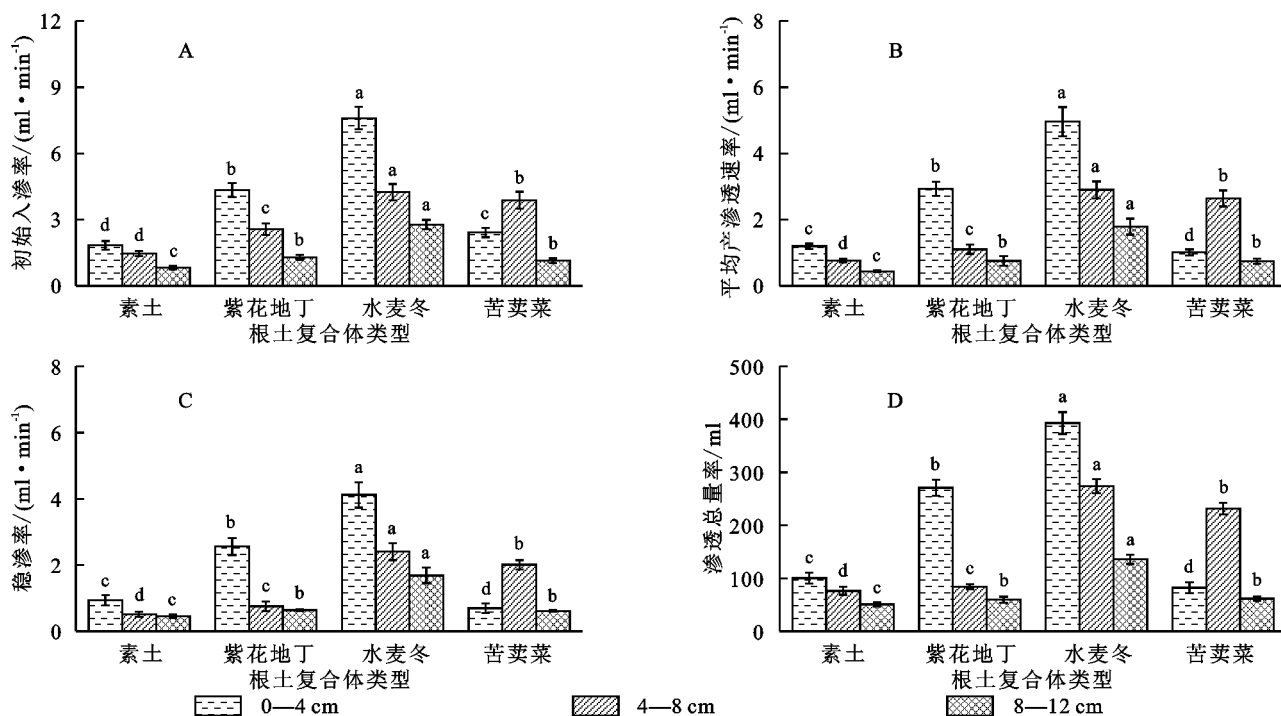 12
9
6
3
0
初始入渗率/(ml·min⁻¹)
A
d d c
b c b
a a a
c b b
素土 紫花地丁 水麦冬 苦荬菜
根土复合体类型
8
6
4
2
0
平均产渗透速率/(ml·min⁻¹)
B
c d c
b c b
a a a
d b b
素土 紫花地丁 水麦冬 苦荬菜
根土复合体类型
8
6
4
2
0
稳渗率/(ml·min⁻¹)
C
c d c
b c b
a a a
d b b
素土 紫花地丁 水麦冬 苦荬菜
根土复合体类型
500
400
300
200
100
0
渗透总量率/ml
D
c d c
b c b
a a a
d b b
素土 紫花地丁 水麦冬 苦荬菜
根土复合体类型
0—4 cm 4—8 cm 8—12 cm